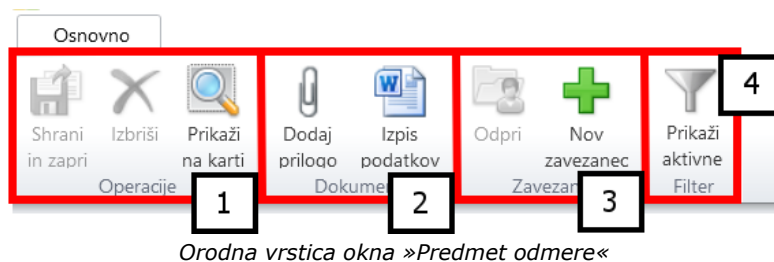 Osnovno
4
Shrani Izbriši Prikaži Dodaj Izpis Odpri Nov Prikaži
in zapri na karti prilogo podatkov zavezanec aktivne
Operacije Filter
1 2 3
Orodna vrstica okna »Predmet odmere«